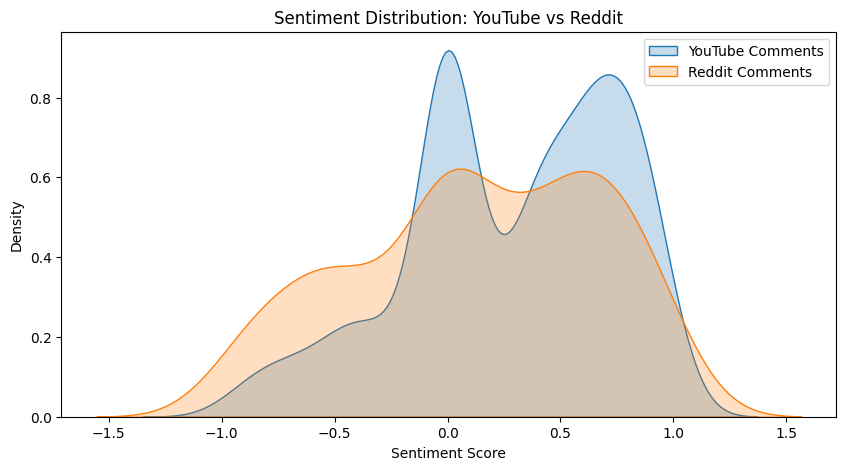 Sentiment Distribution: YouTube vs Reddit
YouTube Comments
Reddit Comments
Density
0.8
0.6
0.4
0.2
0.0
−1.5
−1.0
−0.5
0.0
0.5
1.0
1.5
Sentiment Score